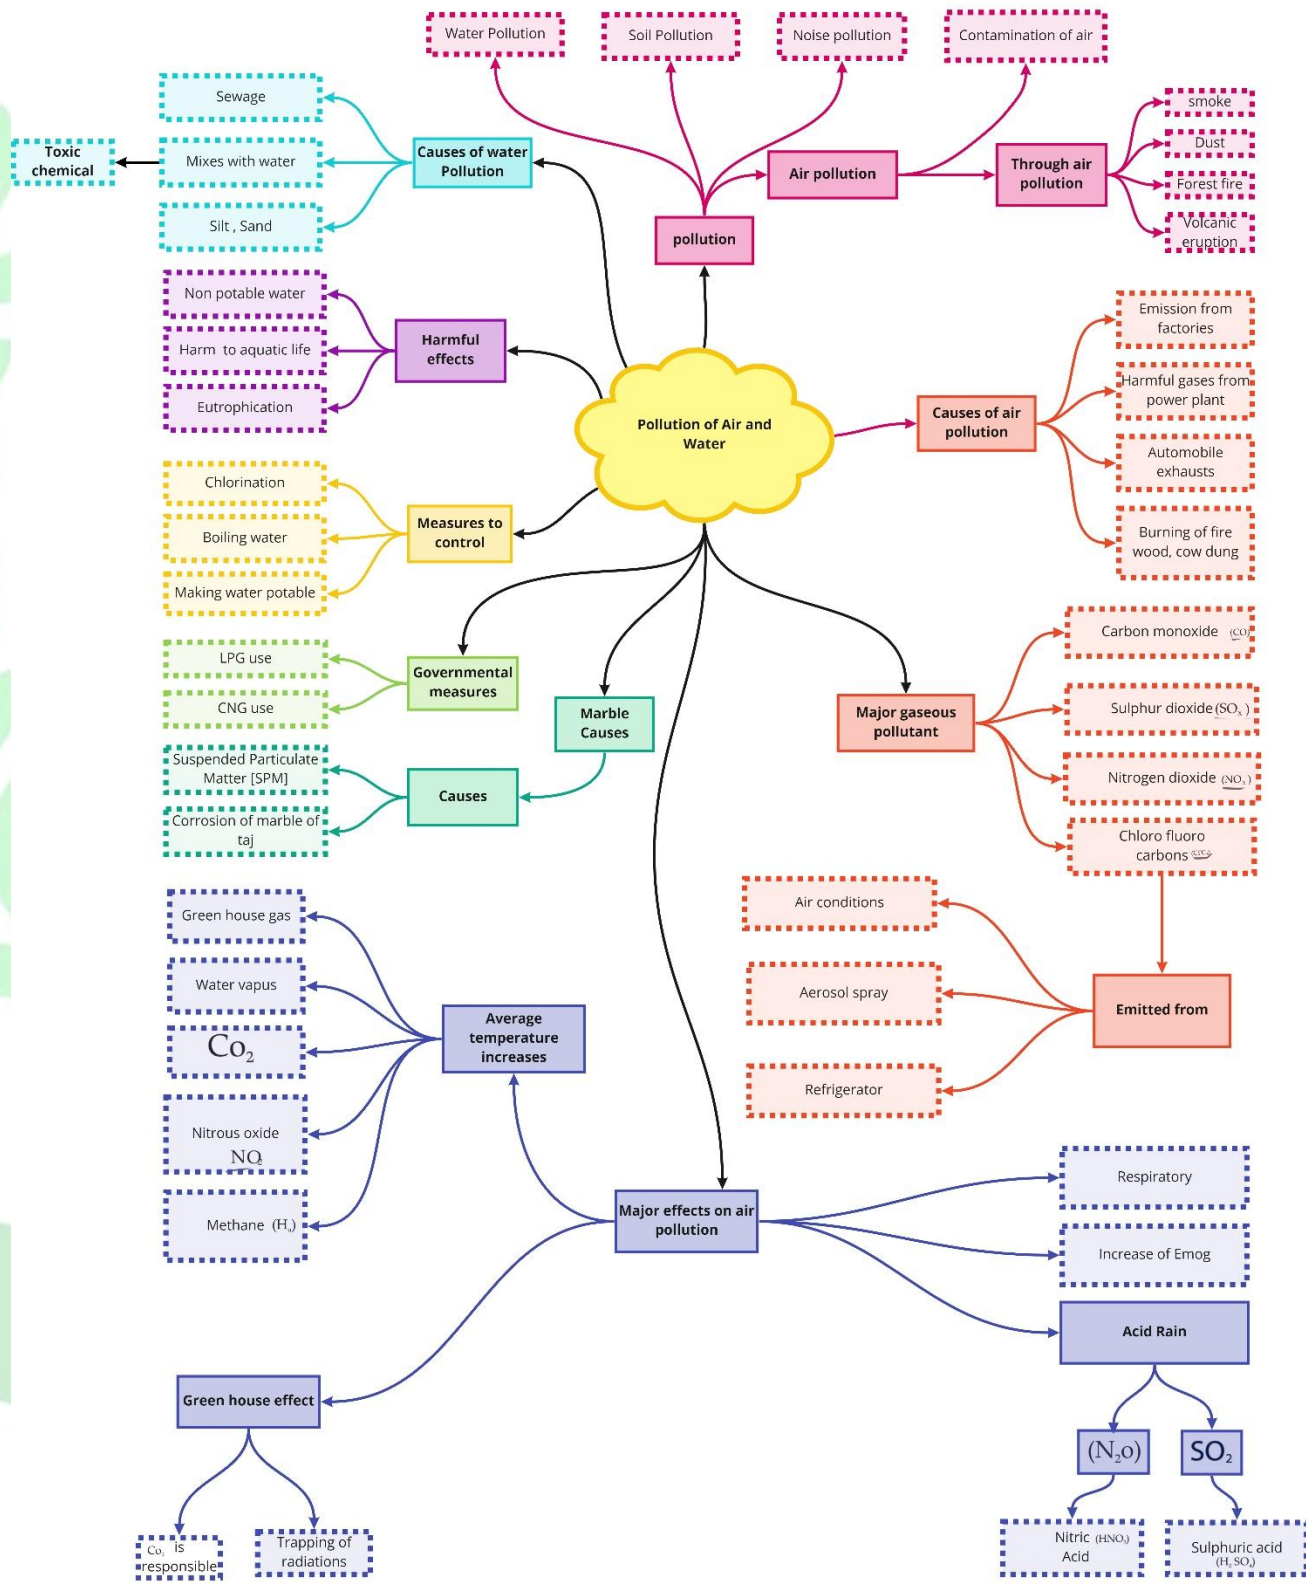 Water Pollution
Soil Pollution
Noise pollution
Contamination of air
Sewage
Mixes with water
Silt , Sand
Toxic
chemical
Causes of water
Pollution
Air pollution
Through air
pollution
smoke
Dust
Forest fire
Volcanic
eruption
pollution
Non potable water
Harm to aquatic life
Eutrophication
Harmful
effects
Pollution of Air and
Water
Causes of air
pollution
Emission from
factories
Harmful gases from
power plant
Automobile
exhausts
Burning of fire
wood, cow dung
Chlorination
Boiling water
Making water potable
Measures to
control
LPG use
CNG use
Governmental
measures
Marble
Causes
Causes
Suspended Particulate
Matter [SPM]
Corrosion of marble of
taj
Major gaseous
pollutant
Carbon monoxide (CO)
Sulphur dioxide (SOₓ)
Nitrogen dioxide (NOₓ)
Chloro fluoro
carbons
Emitted from
Air conditions
Aerosol spray
Refrigerator
Green house gas
Water vapus
Co₂
Nitrous oxide
NO₂
Methane (H₄)
Average
temperature
increases
Major effects on air
pollution
Respiratory
Increase of Emog
Acid Rain
(N₂o)
SO₂
Nitric (HNO₃)
Acid
Sulphuric acid
(H₂ SO₄)
Green house effect
Co₂ is
responsible
Trapping of
radiations